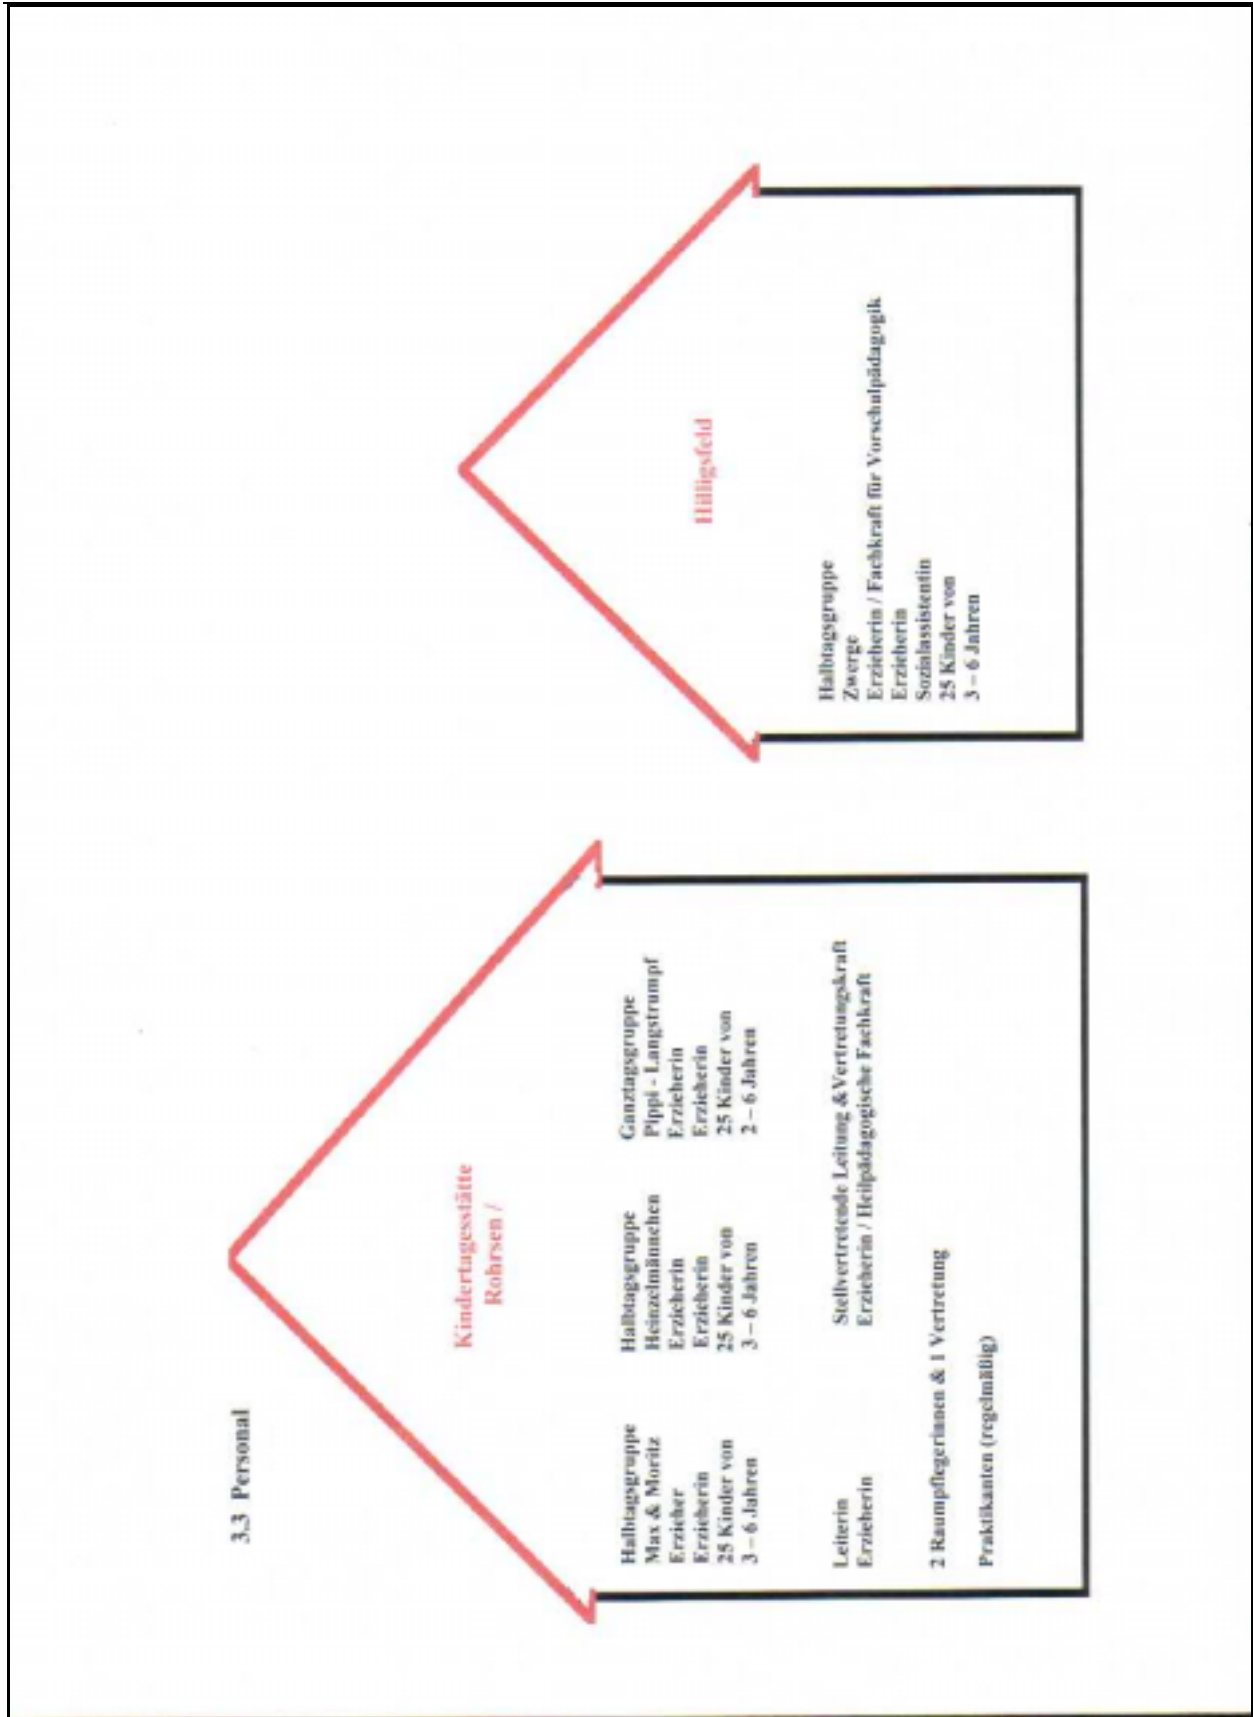 3.3 Personal
Kindertagesstätte
Rohrsen /
Halbtagsgruppe
Max & Moritz
Erzieher
Erzieherin
25 Kinder von
3 – 6 Jahren
Halbtagsgruppe
Heinzelmännchen
Erzieherin
Erzieherin
25 Kinder von
3 – 6 Jahren
Ganztagsgruppe
Pippi - Langstrumpf
Erzieherin
Erzieherin
25 Kinder von
2 – 6 Jahren
Leiterin
Erzieherin
Stellvertretende Leitung &Vertretungskraft
Erzieherin / Heilpädagogische Fachkraft
2 Raumpflegerinnen & 1 Vertretung
Praktikanten (regelmäßig)
Hilligsfeld
Halbtagsgruppe
Zwerge
Erzieherin / Fachkraft für Vorschulpädagogik
Erzieherin
Sozialassistentin
25 Kinder von
3 – 6 Jahren